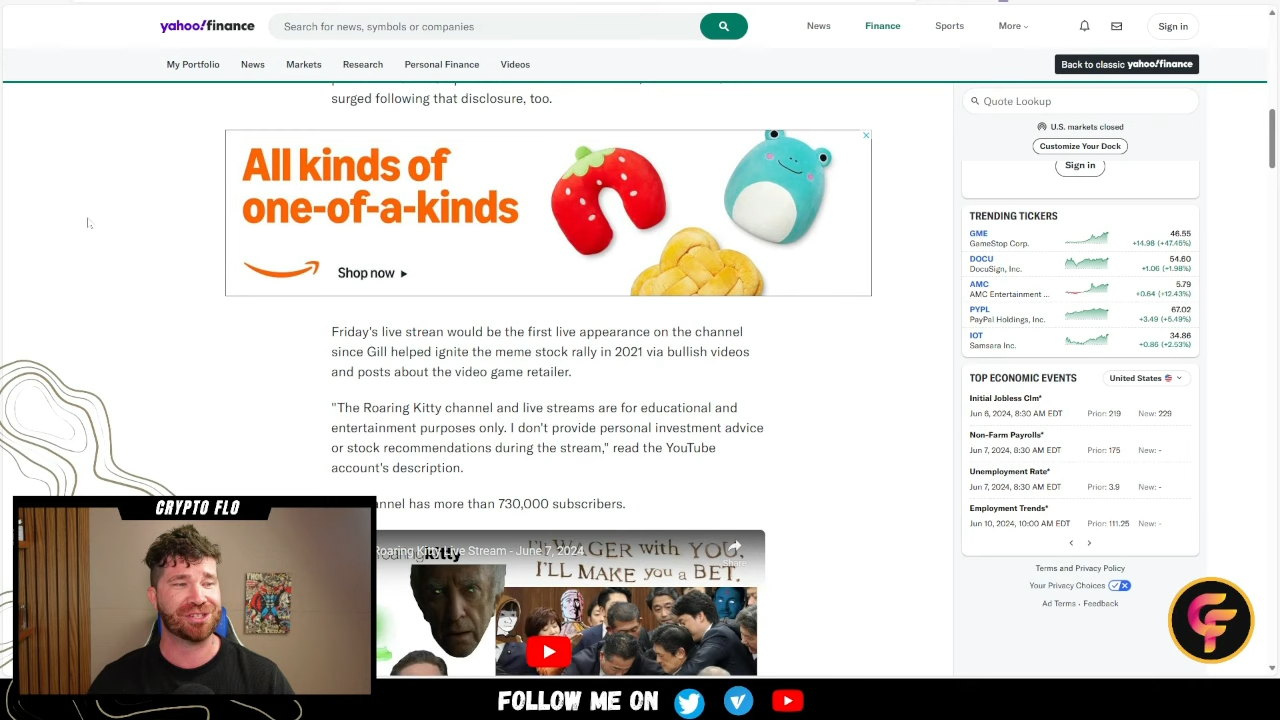 yahoo!finance
Search for news, symbols or companies
News
Finance
Sports
More
Sign in
My Portfolio
News
Markets
Research
Personal Finance
Videos
Back to classic yahoo!finance
surged following that disclosure, too.
All kinds of
one-of-a-kinds
Shop now
Friday's live strean would be the first live appearance on the channel
since Gill helped ignite the meme stock rally in 2021 via bullish videos
and posts about the video game retailer.
"The Roaring Kitty channel and live streams are for educational and
entertainment purposes only. I don't provide personal investment advice
or stock recommendations during the stream," read the YouTube
account's description.
has more than 730,000 subscribers.
Roaring Kitty Live Stream - June 7, 2024
Share
I'LL WAGER with YOU.
I'LL MAKE you a BET.
Quote Lookup
U.S. markets closed
Customize Your Dock
Sign in
TRENDING TICKERS
GME 46.55
GameStop Corp. +14.98 (+47.45%)
DOCU 54.60
DocuSign, Inc. +1.06 (+1.98%)
AMC 5.79
AMC Entertainment ... +0.64 (+12.43%)
PYPL 67.02
PayPal Holdings, Inc. +3.49 (+5.49%)
IOT 34.86
Samsara Inc. +0.86 (+2.53%)
TOP ECONOMIC EVENTS
United States
Initial Jobless Clm*
Jun 6, 2024, 8:30 AM EDT Prior: 219 New: 229
Non-Farm Payrolls*
Jun 7, 2024, 8:30 AM EDT Prior: 175 New: -
Unemployment Rate*
Jun 7, 2024, 8:30 AM EDT Prior: 3.9 New: -
Employment Trends*
Jun 10, 2024, 10:00 AM EDT Prior: 111.25 New: -
Terms and Privacy Policy
Your Privacy Choices
Ad Terms • Feedback
CRYPTO FLO
FOLLOW ME ON